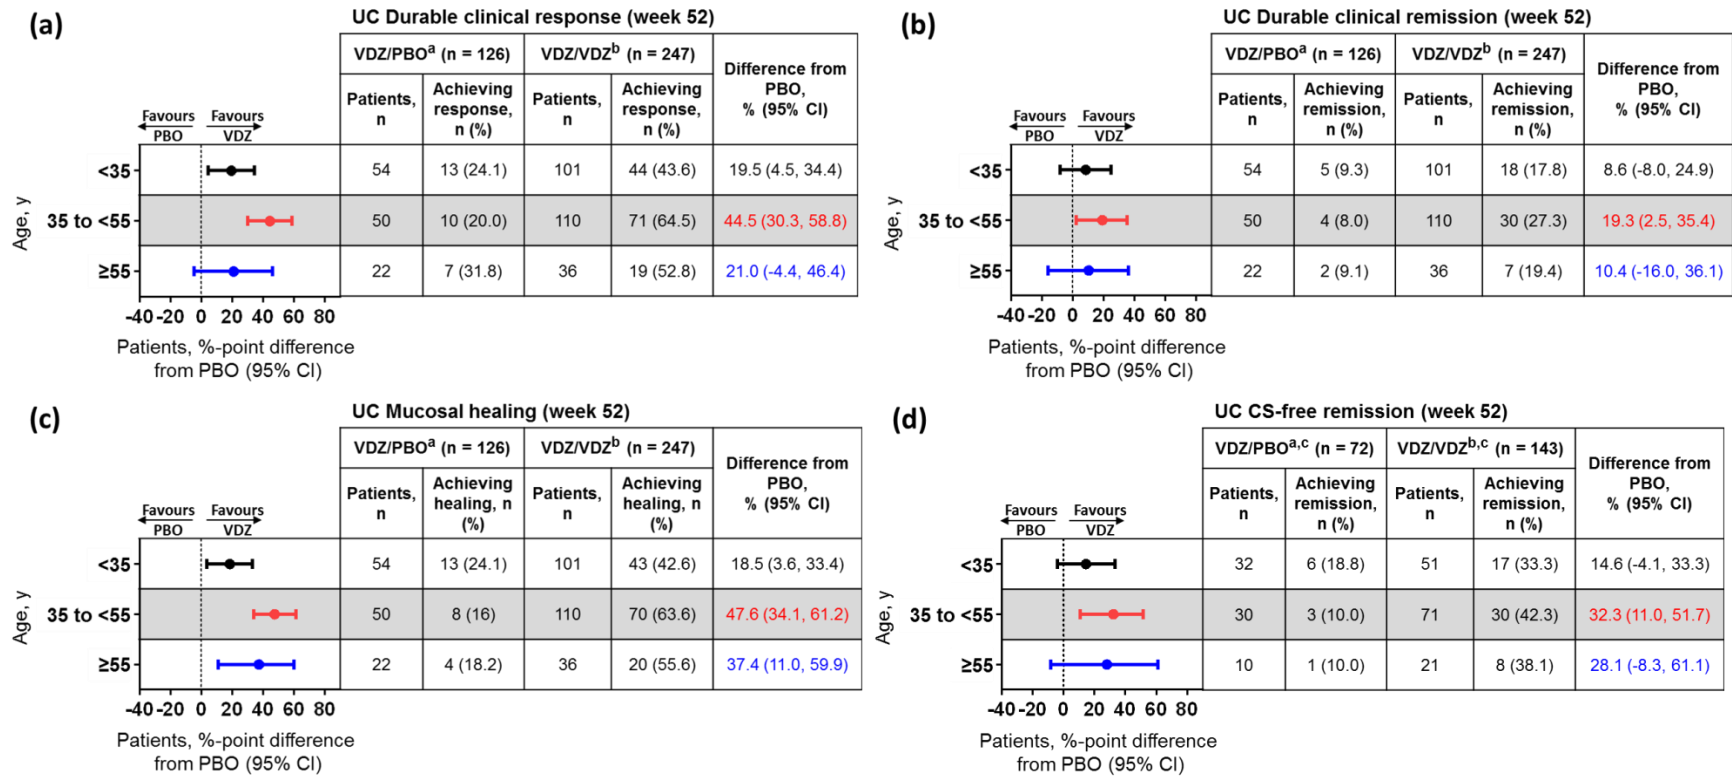 (a)
UC Durable clinical response (week 52)
VDZ/PBOᵃ (n = 126) VDZ/VDZᵇ (n = 247) Difference from PBO, % (95% CI)
Patients, n Achieving response, n (%) Patients, n Achieving response, n (%)
Favours PBO Favours VDZ
Age, y
<35 54 13 (24.1) 101 44 (43.6) 19.5 (4.5, 34.4)
35 to <55 50 10 (20.0) 110 71 (64.5) 44.5 (30.3, 58.8)
≥55 22 7 (31.8) 36 19 (52.8) 21.0 (-4.4, 46.4)
-40 -20 0 20 40 60 80
Patients, %-point difference
from PBO (95% CI)
(b)
UC Durable clinical remission (week 52)
VDZ/PBOᵃ (n = 126) VDZ/VDZᵇ (n = 247) Difference from PBO, % (95% CI)
Patients, n Achieving remission, n (%) Patients, n Achieving remission, n (%)
Favours PBO Favours VDZ
Age, y
<35 54 5 (9.3) 101 18 (17.8) 8.6 (-8.0, 24.9)
35 to <55 50 4 (8.0) 110 30 (27.3) 19.3 (2.5, 35.4)
≥55 22 2 (9.1) 36 7 (19.4) 10.4 (-16.0, 36.1)
-40 -20 0 20 40 60 80
Patients, %-point difference
from PBO (95% CI)
(c)
UC Mucosal healing (week 52)
VDZ/PBOᵃ (n = 126) VDZ/VDZᵇ (n = 247) Difference from PBO, % (95% CI)
Patients, n Achieving healing, n (%) Patients, n Achieving healing, n (%)
Favours PBO Favours VDZ
Age, y
<35 54 13 (24.1) 101 43 (42.6) 18.5 (3.6, 33.4)
35 to <55 50 8 (16) 110 70 (63.6) 47.6 (34.1, 61.2)
≥55 22 4 (18.2) 36 20 (55.6) 37.4 (11.0, 59.9)
-40 -20 0 20 40 60 80
Patients, %-point difference
from PBO (95% CI)
(d)
UC CS-free remission (week 52)
VDZ/PBOᵃ,ᶜ (n = 72) VDZ/VDZᵇ,ᶜ (n = 143) Difference from PBO, % (95% CI)
Patients, n Achieving remission, n (%) Patients, n Achieving remission, n (%)
Favours PBO Favours VDZ
Age, y
<35 32 6 (18.8) 51 17 (33.3) 14.6 (-4.1, 33.3)
35 to <55 30 3 (10.0) 71 30 (42.3) 32.3 (11.0, 51.7)
≥55 10 1 (10.0) 21 8 (38.1) 28.1 (-8.3, 61.1)
-40 -20 0 20 40 60 80
Patients, %-point difference
from PBO (95% CI)